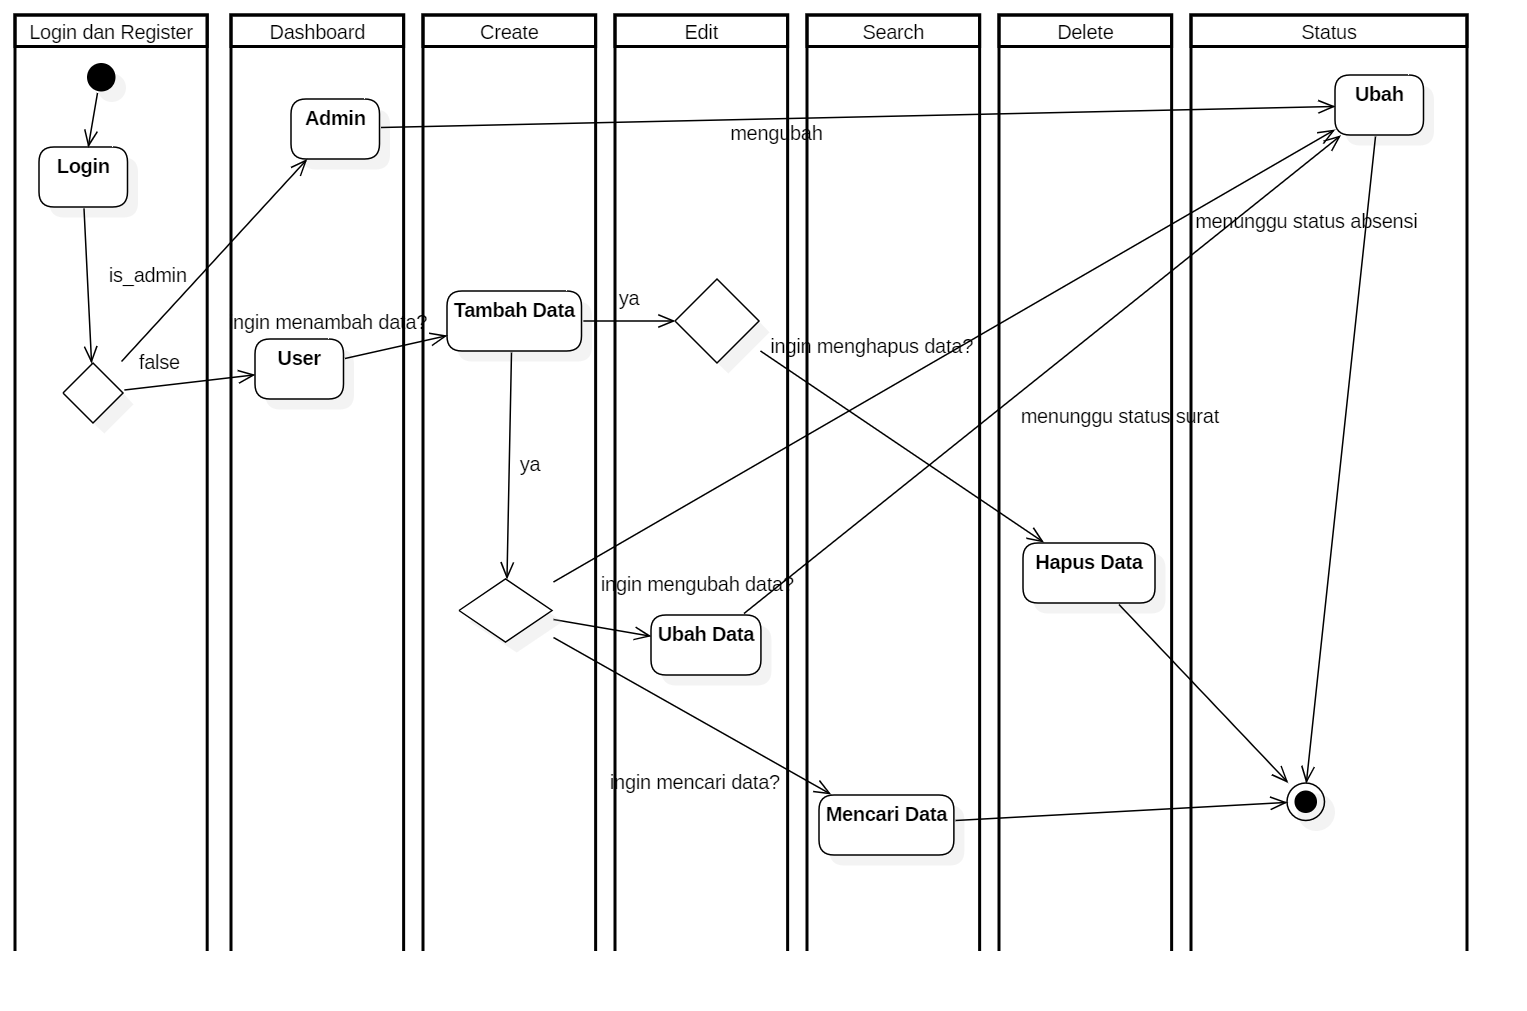 Login dan Register
Dashboard
Create
Edit
Search
Delete
Status
Ubah
Admin
mengubah
Login
menunggu status absensi
is_admin
ya
Tambah Data
ngin menambah data?
ingin menghapus data?
User
false
menunggu status surat
ya
Hapus Data
ingin mengubah data?
Ubah Data
ingin mencari data?
Mencari Data